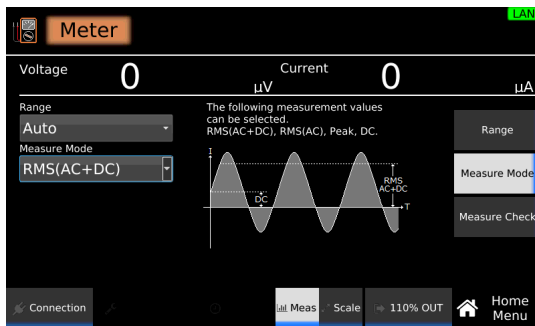 LAN
Meter
Voltage
0
µV
Current
0
µA
Range
Auto
Measure Mode
RMS(AC+DC)
The following measurement values
can be selected.
RMS(AC+DC), RMS(AC), Peak, DC.
I
DC
RMS
AC+DC
T
Range
Measure Mode
Measure Check
Connection
Meas
Scale
110% OUT
Home
Menu